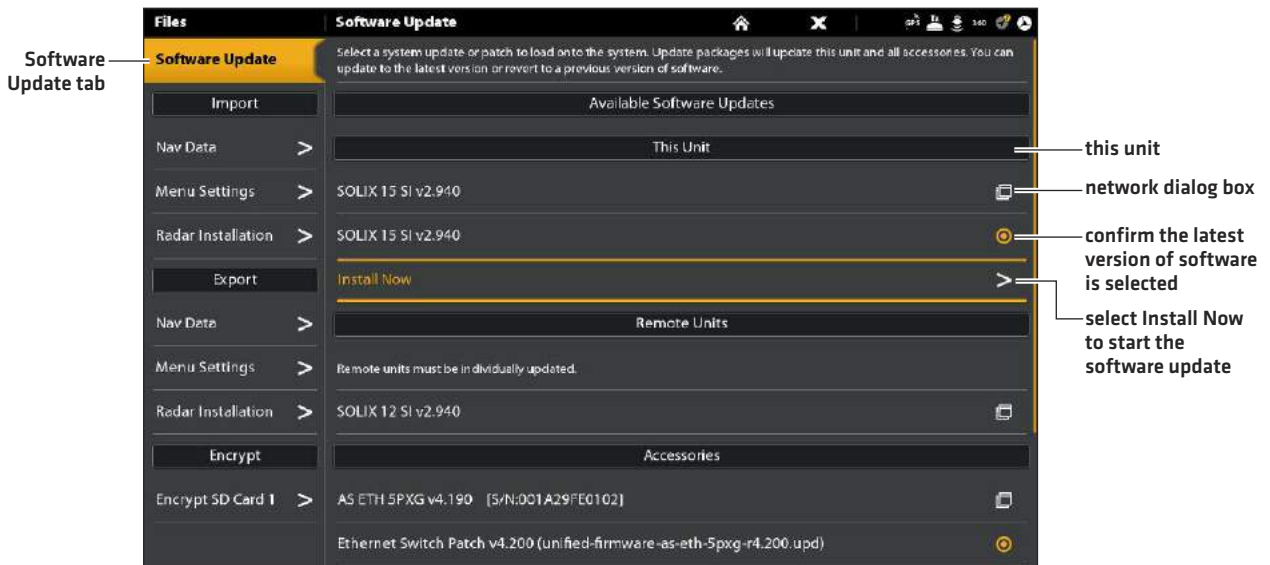 Files
Software Update
360
Software Update tab
Software Update
Select a system update or patch to load onto the system. Update packages will update this unit and all accessories. You can
update to the latest version or revert to a previous version of software.
Import
Available Software Updates
Nav Data >
This Unit
this unit
Menu Settings >
SOLIX 15 SI v2.940
network dialog box
Radar Installation >
SOLIX 15 SI v2.940
confirm the latest
version of software
is selected
Export
Install Now >
select Install Now
to start the
software update
Nav Data >
Remote Units
Menu Settings >
Remote units must be individually updated.
Radar Installation >
SOLIX 12 SI v2.940
Encrypt
Accessories
Encrypt SD Card 1 >
AS ETH 5PXG v4.190 [S/N:001A29FE0102]
Ethernet Switch Patch v4.200 (unified-firmware-as-eth-5pxg-r4.200.upd)